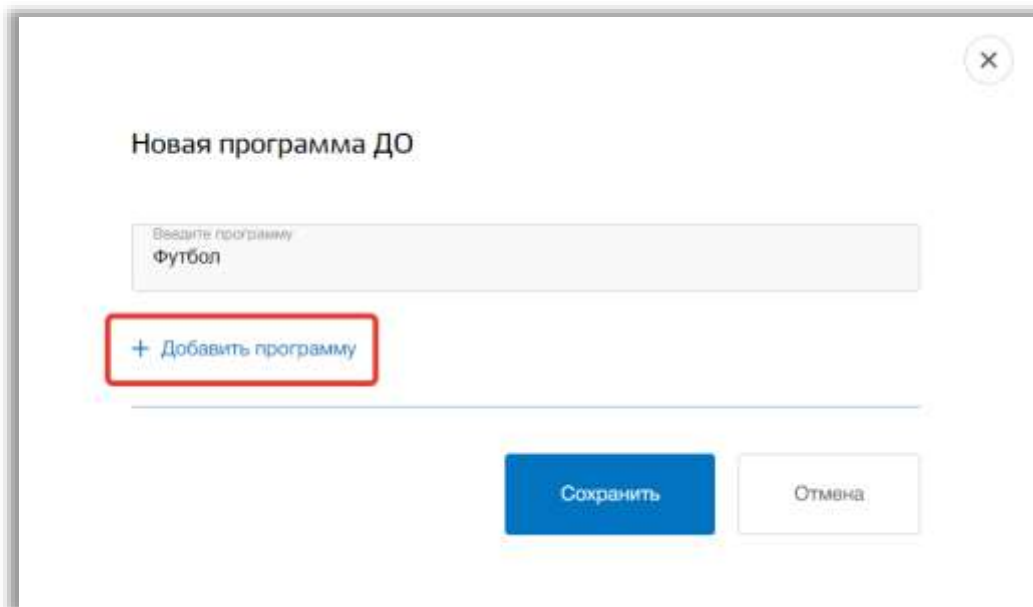 Новая программа ДО
Введите программу
Футбол
+ Добавить программу
Сохранить
Отмена